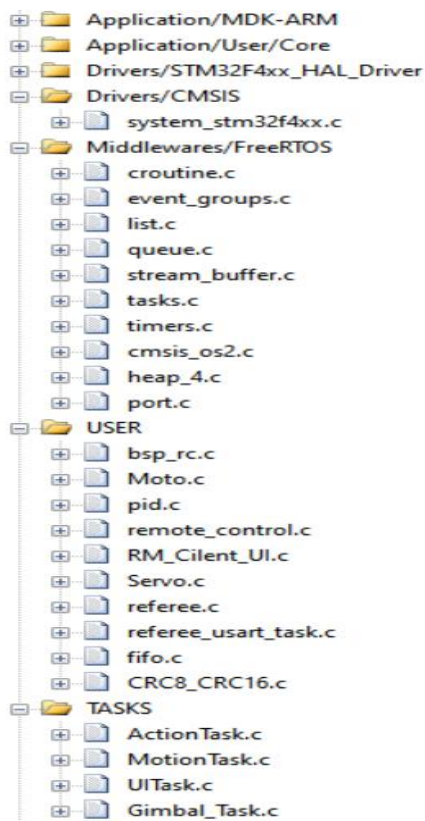 Application/MDK-ARM
Application/User/Core
Drivers/STM32F4xx_HAL_Driver
Drivers/CMSIS
system_stm32f4xx.c
Middlewares/FreeRTOS
croutine.c
event_groups.c
list.c
queue.c
stream_buffer.c
tasks.c
timers.c
cmsis_os2.c
heap_4.c
port.c
USER
bsp_rc.c
Moto.c
pid.c
remote_control.c
RM_Cilent_UI.c
Servo.c
referee.c
referee_usart_task.c
fifo.c
CRC8_CRC16.c
TASKS
ActionTask.c
MotionTask.c
UITask.c
Gimbal_Task.c